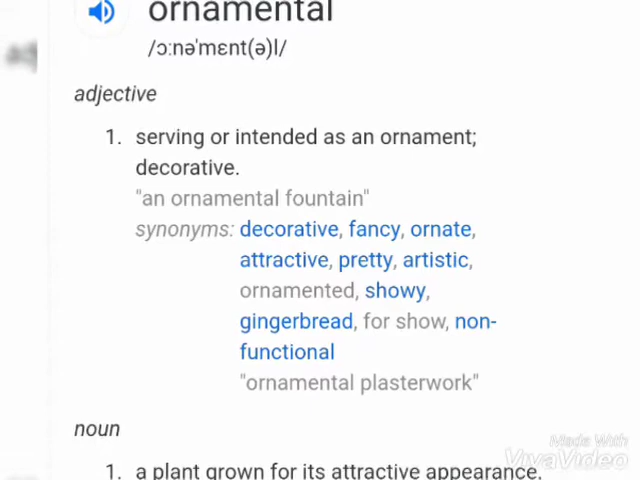 ornamental
/ɔːnəˈmɛnt(ə)l/
adjective
1. serving or intended as an ornament;
decorative.
"an ornamental fountain"
synonyms: decorative, fancy, ornate,
attractive, pretty, artistic,
ornamented, showy,
gingerbread, for show, non-
functional
"ornamental plasterwork"
noun
Made With
VivaVideo
1. a plant grown for its attractive appearance.